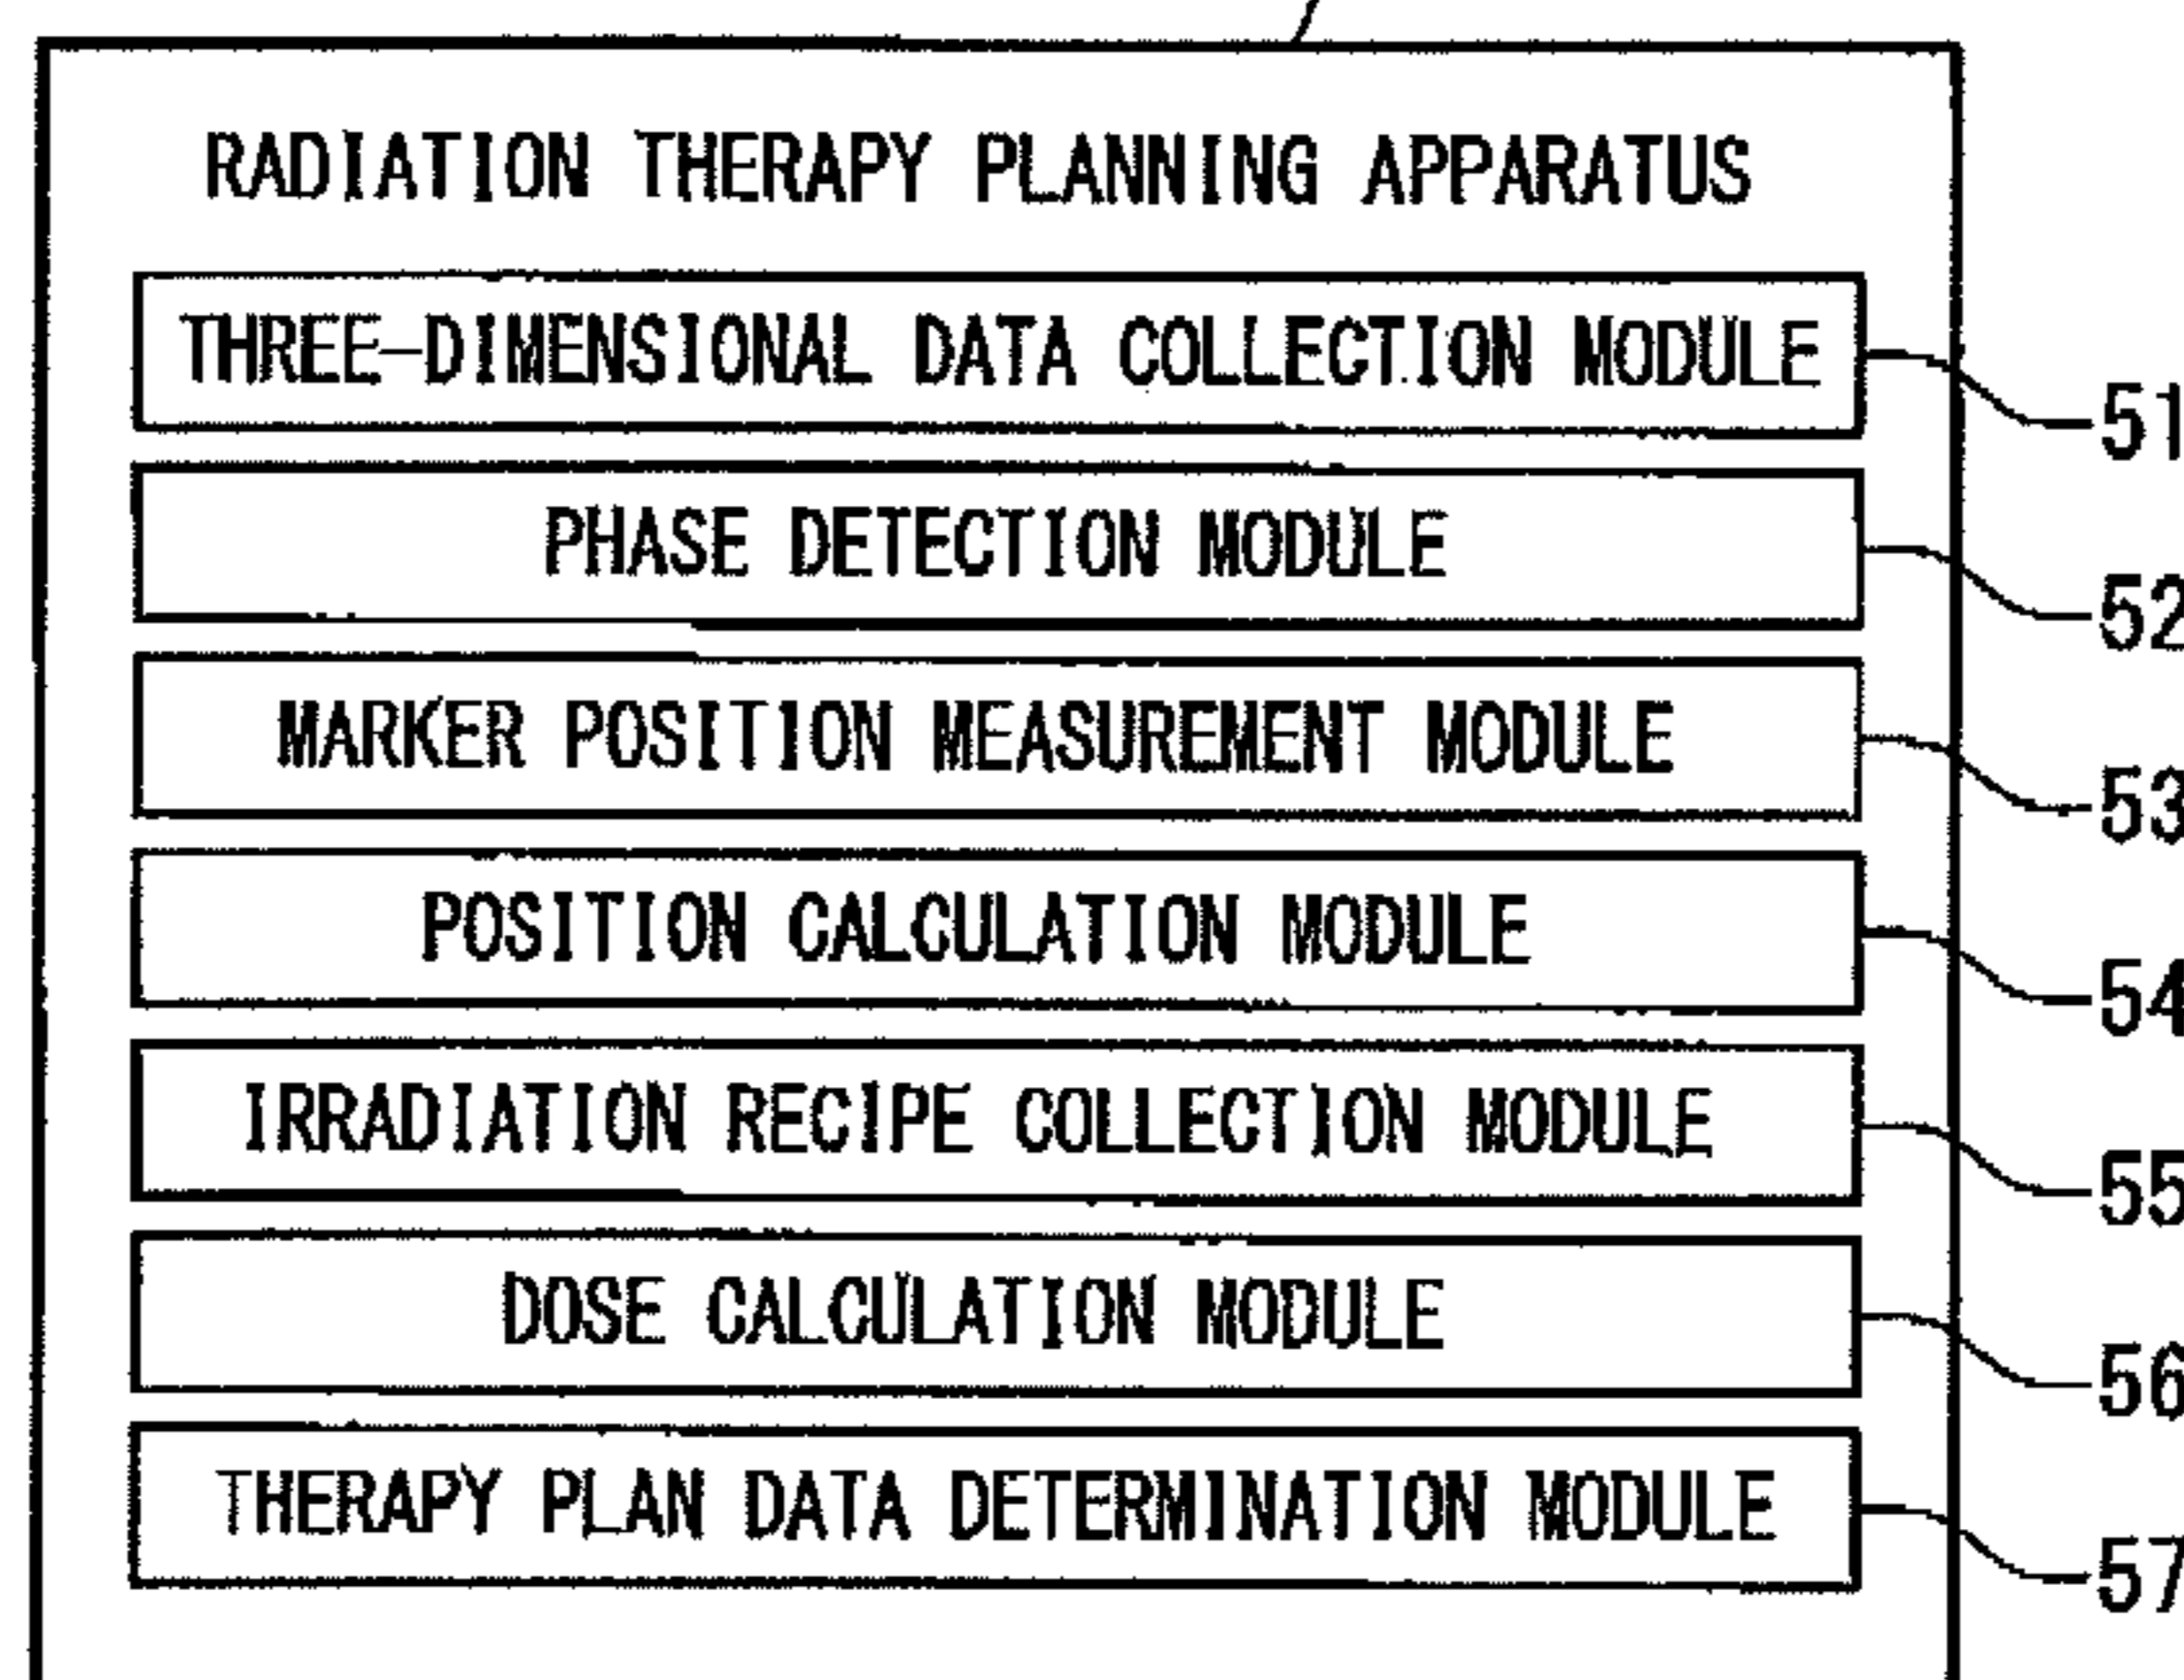 RADIATION THERAPY PLANNING APPARATUS
THREE-DIMENSIONAL DATA COLLECTION MODULE
51
PHASE DETECTION MODULE
52
MARKER POSITION MEASUREMENT MODULE
53
POSITION CALCULATION MODULE
54
IRRADIATION RECIPE COLLECTION MODULE
55
DOSE CALCULATION MODULE
56
THERAPY PLAN DATA DETERMINATION MODULE
57